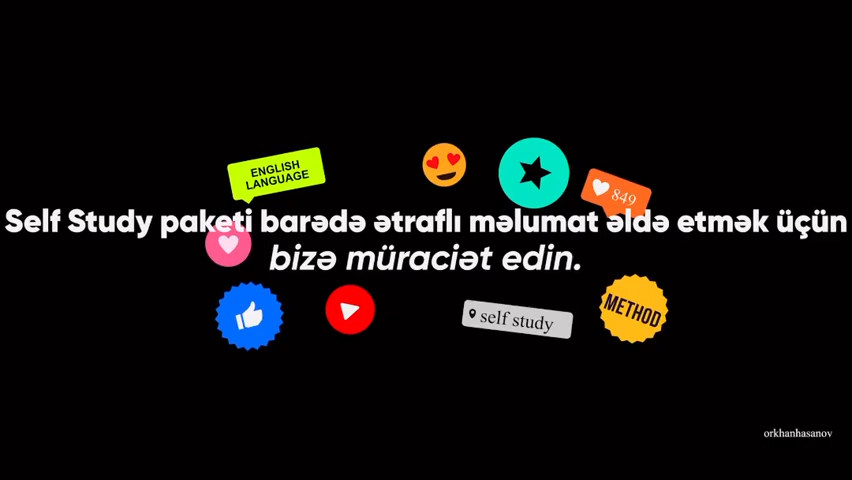 ENGLISH
LANGUAGE
849
Self Study paketi barədə ətraflı məlumat əldə etmək üçün
bizə müraciət edin.
self study
METHOD
orkhanhasanov